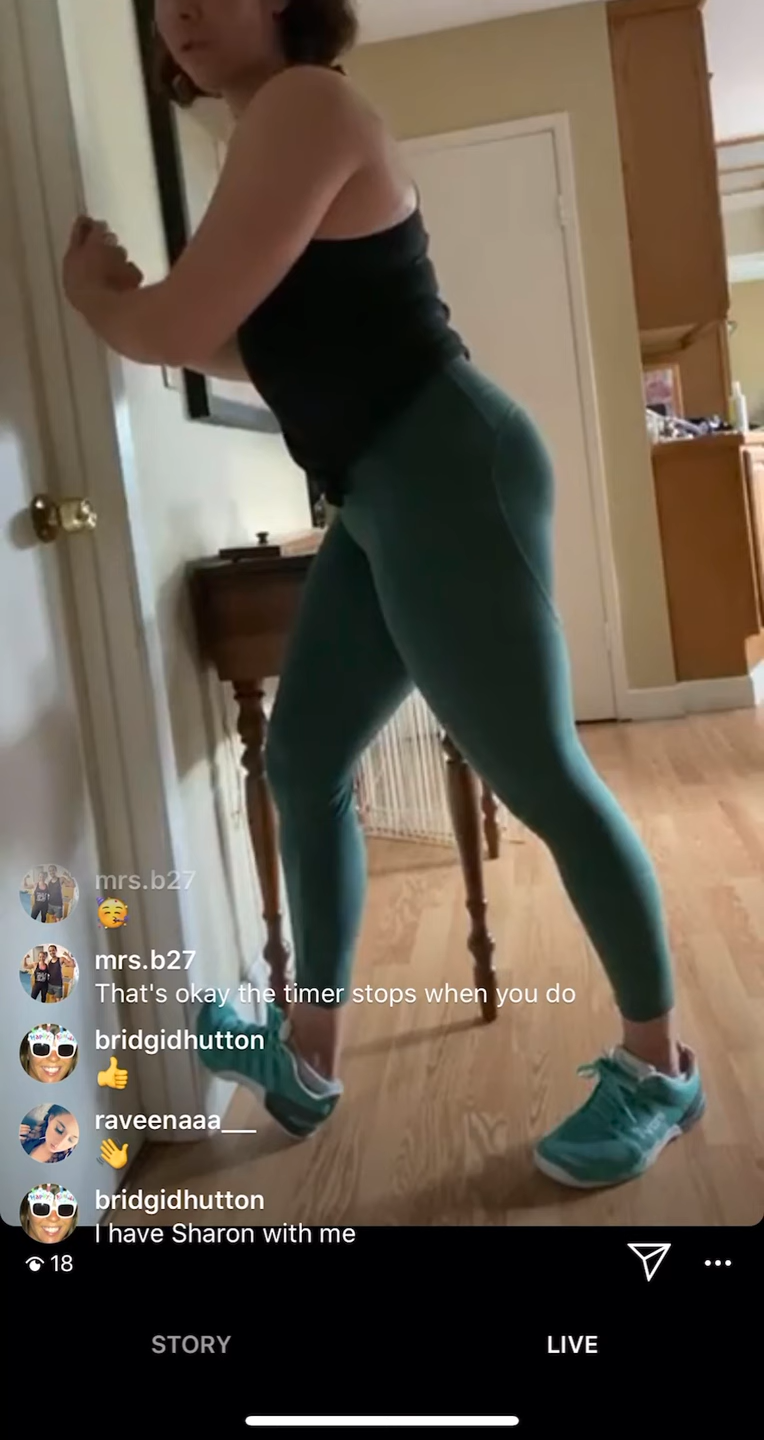 mrs.b27
🥳
mrs.b27
That's okay the timer stops when you do
bridgidhutton
👍
raveenaaa___
👋
bridgidhutton
I have Sharon with me
18
STORY
LIVE